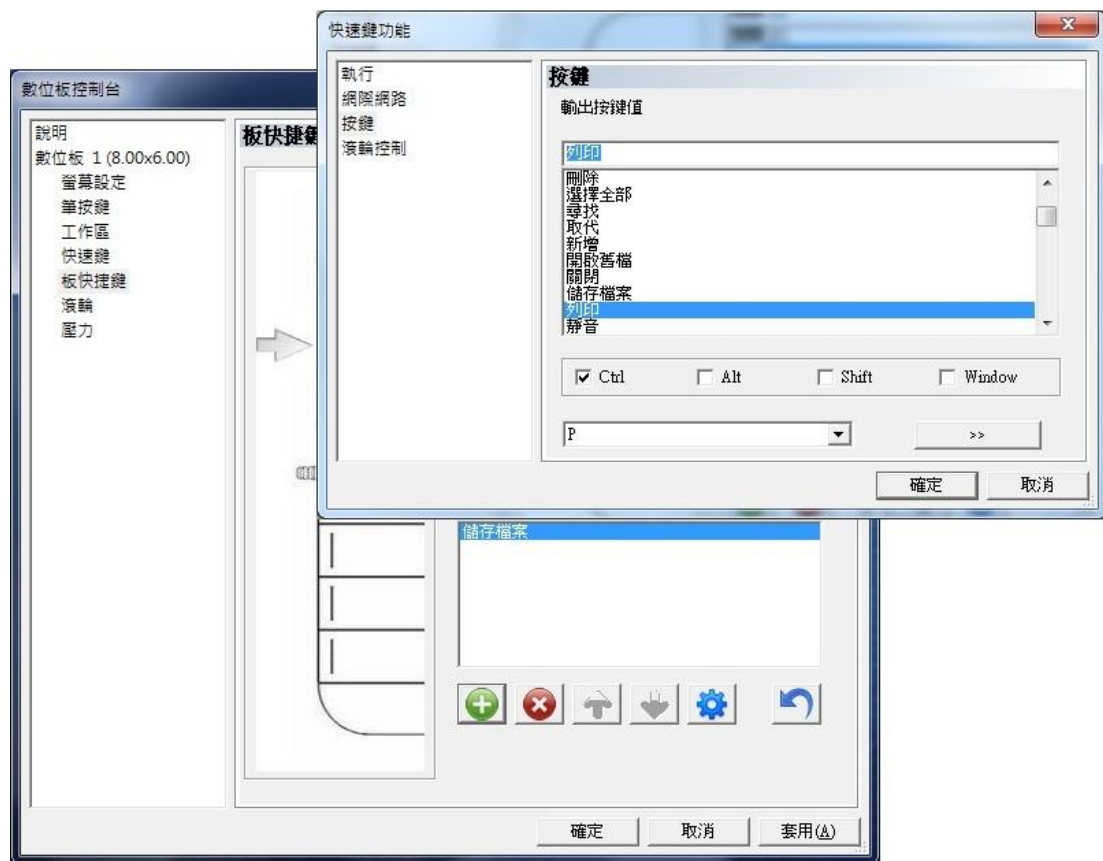 快速鍵功能
執行
網際網路
按鍵
滾輪控制
按鍵
輸出按鍵值
列印
刪除
選擇全部
尋找
取代
新增
開啟舊檔
關閉
儲存檔案
列印
靜音
Ctrl
Alt
Shift
Window
P
>>
確定
取消
數位板控制台
說明
數位板 1 (8.00x6.00)
螢幕設定
筆按鍵
工作區
快速鍵
板快捷鍵
滾輪
壓力
板快捷鍵
儲存檔案
確定
取消
套用(A)